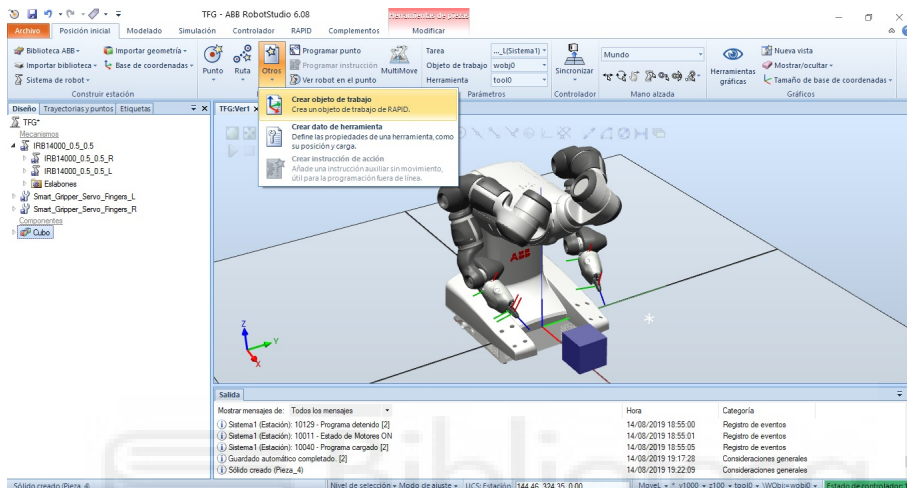 TFG - ABB RobotStudio 6.08
Herramientas de piezas
Archivo Posición inicial Modelado Simulación Controlador RAPID Complementos Modificar
Biblioteca ABB
Importar geometría
Importar biblioteca
Base de coordenadas
Sistema de robot
Construir estación
Punto
Ruta
Otros
Programar punto
Programar instrucción
Ver robot en el punto
MultiMove
Tarea ..._L(Sistema1)
Objeto de trabajo wobj0
Herramienta tool0
Parámetros
Sincronizar
Controlador
Mundo
Mano alzada
Herramientas gráficas
Nueva vista
Mostrar/ocultar
Tamaño de base de coordenadas
Gráficos
Crear objeto de trabajo
Crea un objeto de trabajo de RAPID.
Crear dato de herramienta
Define las propiedades de una herramienta, como
su posición y carga.
Crear instrucción de acción
Añade una instrucción auxiliar sin movimiento,
útil para la programación fuera de línea.
Diseño Trayectorias y puntos Etiquetas
TFG:Ver1
TFG*
Mecanismos
IRB14000_0.5_0.5
IRB14000_0.5_0.5_R
IRB14000_0.5_0.5_L
Eslabones
Smart_Gripper_Servo_Fingers_L
Smart_Gripper_Servo_Fingers_R
Componentes
Cubo
ABB
Z
Y
X
Salida
Mostrar mensajes de: Todos los mensajes Hora Categoría
Sistema1 (Estación): 10129 - Programa detenido [2] 14/08/2019 18:55:00 Registro de eventos
Sistema1 (Estación): 10011 - Estado de Motores ON 14/08/2019 18:55:01 Registro de eventos
Sistema1 (Estación): 10040 - Programa cargado [2] 14/08/2019 18:55:05 Registro de eventos
Guardado automático completado. [2] 14/08/2019 19:17:28 Consideraciones generales
Sólido creado (Pieza_4) 14/08/2019 19:22:09 Consideraciones generales
Sólido creado (Pieza_4) Nivel de selección Modo de ajuste UCS: Estación 144.46 324.35 0.00 MoveL * v1000 z100 tool0 \WObj:=wobj0 Estado de controlador: 1